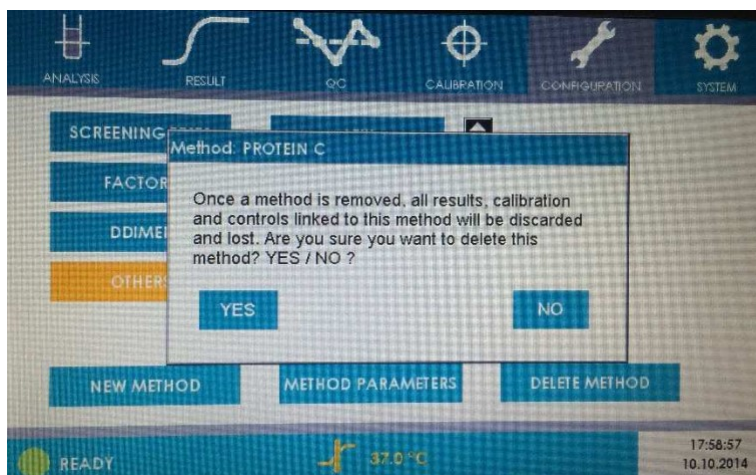 ANALYSIS
RESULT
QC
CALIBRATION
CONFIGURATION
SYSTEM
SCREENING
Method: PROTEIN C
FACTOR
Once a method is removed, all results, calibration
and controls linked to this method will be discarded
and lost. Are you sure you want to delete this
method? YES / NO ?
DDIME
OTHER
YES
NO
NEW METHOD
METHOD PARAMETERS
DELETE METHOD
READY
37.0 °C
17:58:57
10.10.2014